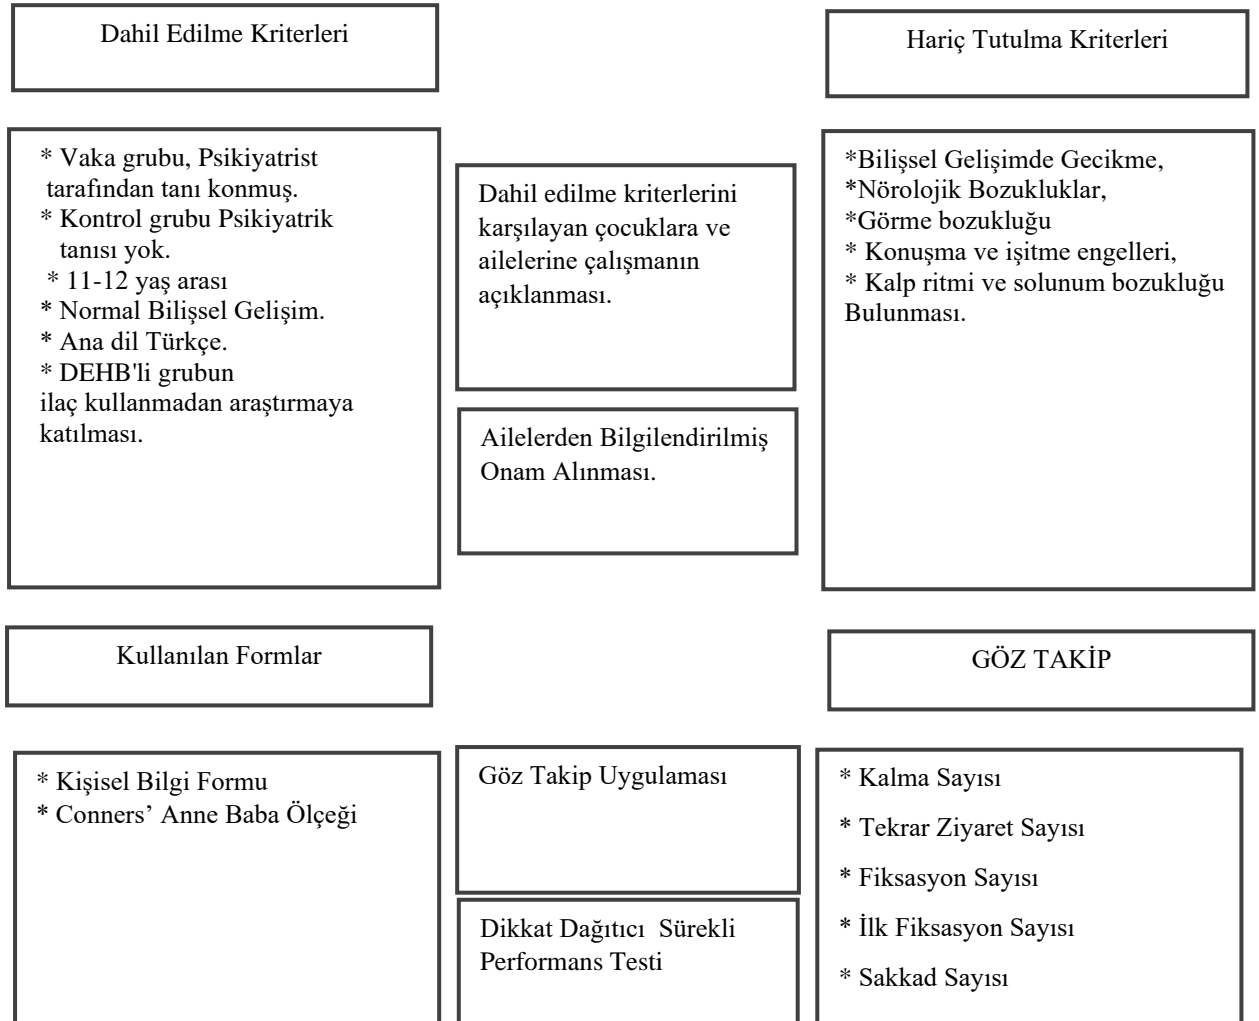 Dahil Edilme Kriterleri
Hariç Tutulma Kriterleri
* Vaka grubu, Psikiyatrist
tarafından tanı konmuş.
* Kontrol grubu Psikiyatrik
tanısı yok.
* 11-12 yaş arası
* Normal Bilişsel Gelişim.
* Ana dil Türkçe.
* DEHB'li grubun
ilaç kullanmadan araştırmaya
katılması.
Dahil edilme kriterlerini
karşılayan çocuklara ve
ailelerine çalışmanın
açıklanması.
Ailelerden Bilgilendirilmiş
Onam Alınması.
*Bilişsel Gelişimde Gecikme,
*Nörolojik Bozukluklar,
*Görme bozukluğu
* Konuşma ve işitme engelleri,
* Kalp ritmi ve solunum bozukluğu
Bulunması.
Kullanılan Formlar
GÖZ TAKİP
* Kişisel Bilgi Formu
* Conners’ Anne Baba Ölçeği
Göz Takip Uygulaması
Dikkat Dağıtıcı  Sürekli
Performans Testi
* Kalma Sayısı
* Tekrar Ziyaret Sayısı
* Fiksasyon Sayısı
* İlk Fiksasyon Sayısı
* Sakkad Sayısı